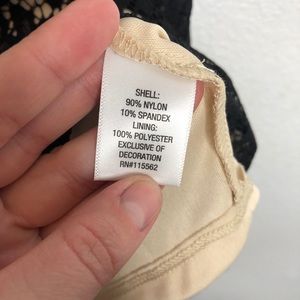 SHELL:
90% NYLON
10% SPANDEX
LINING:
100% POLYESTER
EXCLUSIVE OF
DECORATION
RN#115562